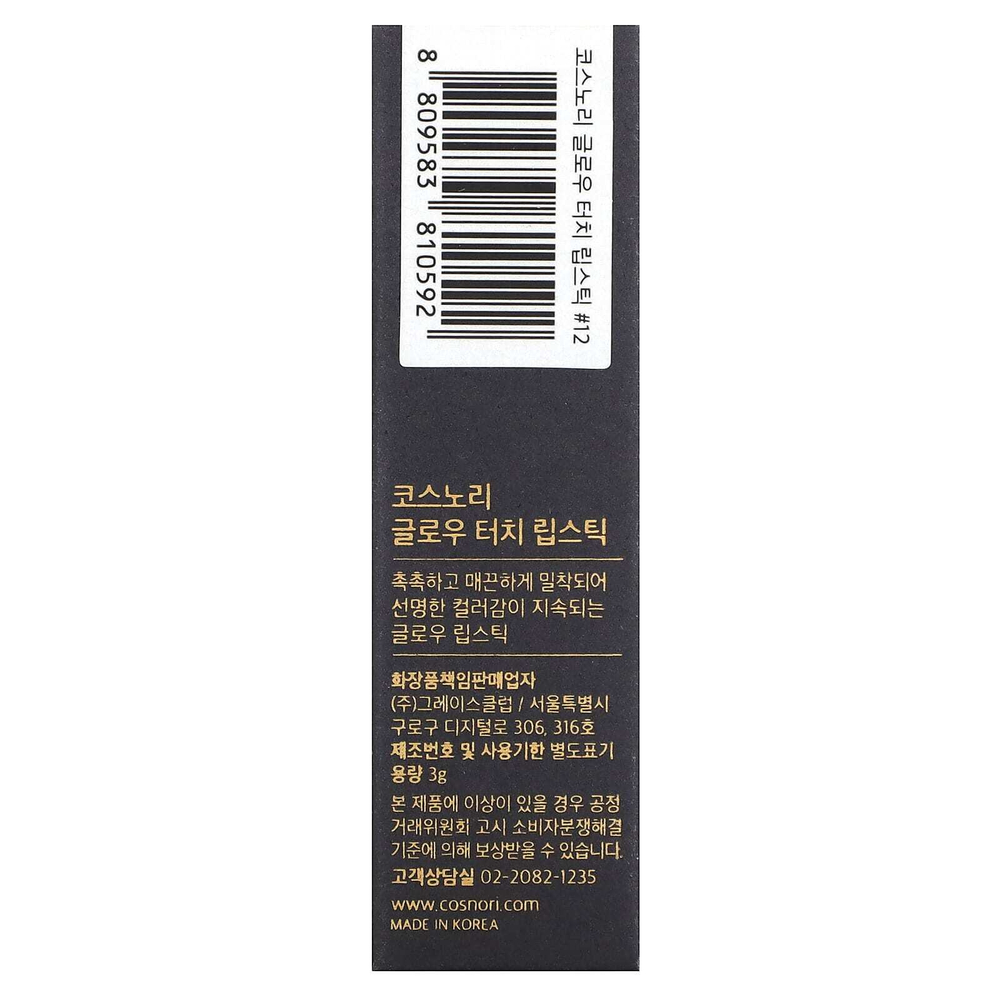 코스노리 글로우 터치 립스틱 #12
8 809583 810592
코스노리
글로우 터치 립스틱
촉촉하고 매끈하게 밀착되어
선명한 컬러감이 지속되는
글로우 립스틱
화장품책임판매업자
(주)그레이스클럽 / 서울특별시
구로구 디지털로 306, 316호
제조번호 및 사용기한 별도표기
용량 3g
본 제품에 이상이 있을 경우 공정
거래위원회 고시 소비자분쟁해결
기준에 의해 보상받을 수 있습니다.
고객상담실 02-2082-1235
www.cosnori.com
MADE IN KOREA